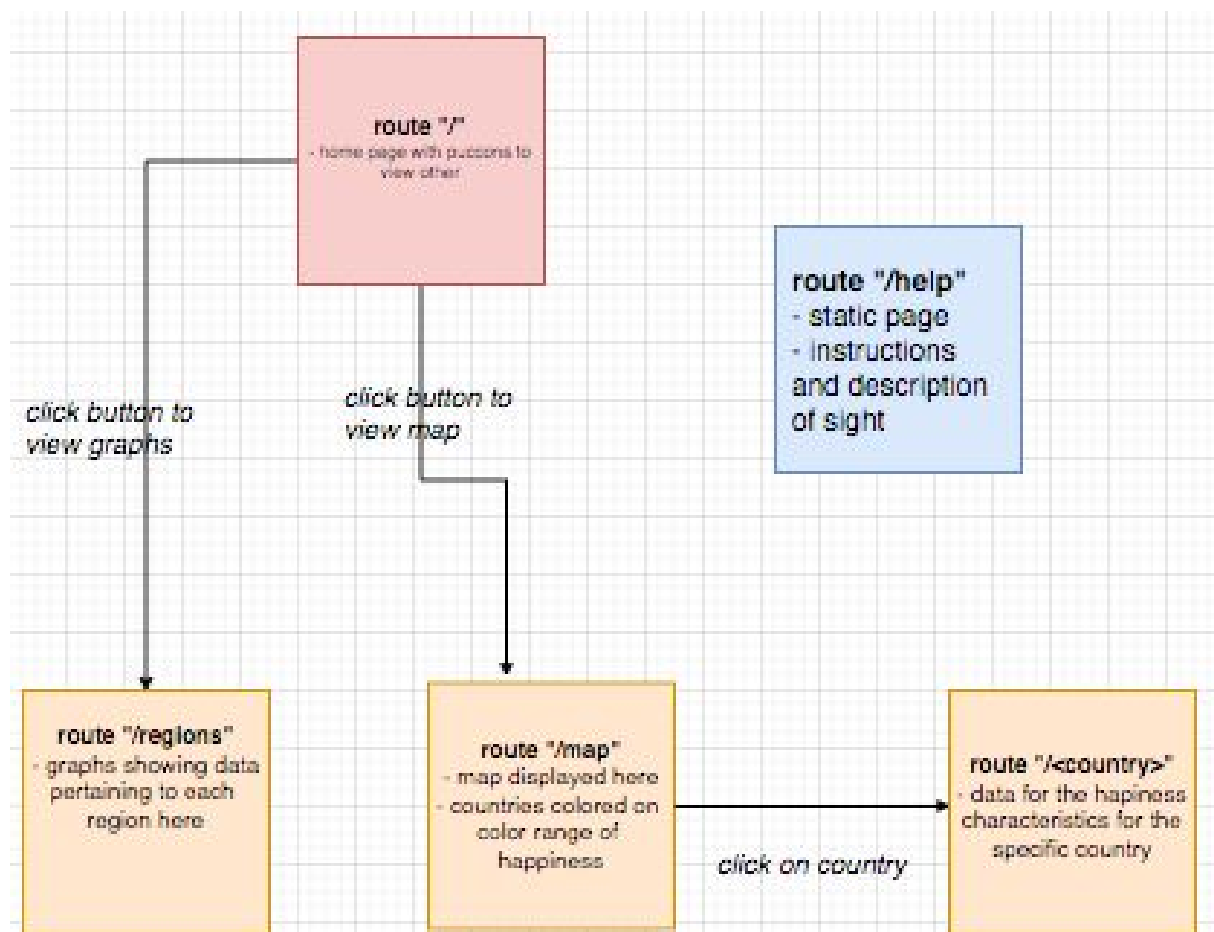 route "/"
- home page with buttons to
view other
route "/help"
- static page
- instructions
and description
of sight
click button to
view graphs
click button to
view map
route "/regions"
- graphs showing data
pertaining to each
region here
route "/map"
- map displayed here
- countries colored on
color range of
happiness
click on country
route "/<country>"
- data for the hapiness
characteristics for the
specific country